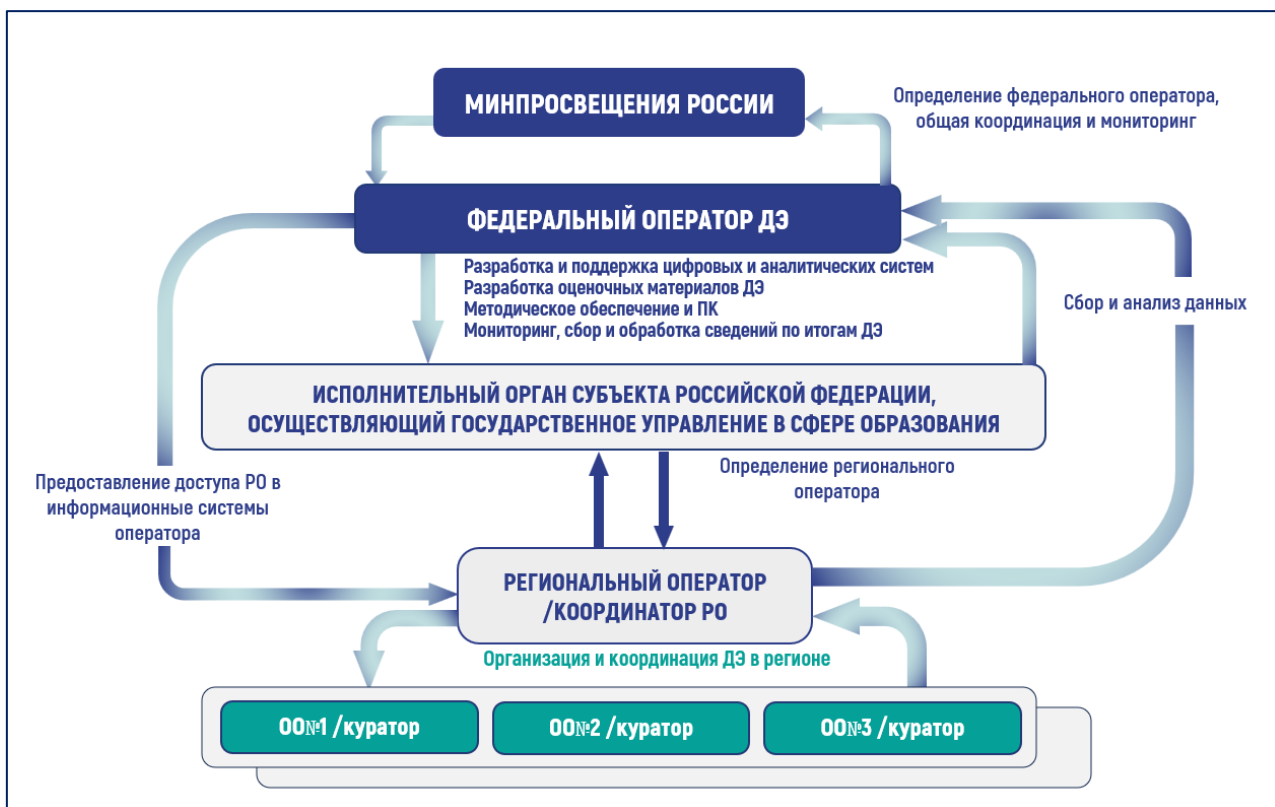 МИНПРОСВЕЩЕНИЯ РОССИИ
Определение федерального оператора,
общая координация и мониторинг
ФЕДЕРАЛЬНЫЙ ОПЕРАТОР ДЭ
Разработка и поддержка цифровых и аналитических систем
Разработка оценочных материалов ДЭ
Методическое обеспечение и ПК
Мониторинг, сбор и обработка сведений по итогам ДЭ
Сбор и анализ данных
ИСПОЛНИТЕЛЬНЫЙ ОРГАН СУБЪЕКТА РОССИЙСКОЙ ФЕДЕРАЦИИ,
ОСУЩЕСТВЛЯЮЩИЙ ГОСУДАРСТВЕННОЕ УПРАВЛЕНИЕ В СФЕРЕ ОБРАЗОВАНИЯ
Предоставление доступа РО в
информационные системы
оператора
Определение регионального
оператора
РЕГИОНАЛЬНЫЙ ОПЕРАТОР
/КООРДИНАТОР РО
Организация и координация ДЭ в регионе
ОО№1 /куратор
ОО№2 /куратор
ОО№3 /куратор